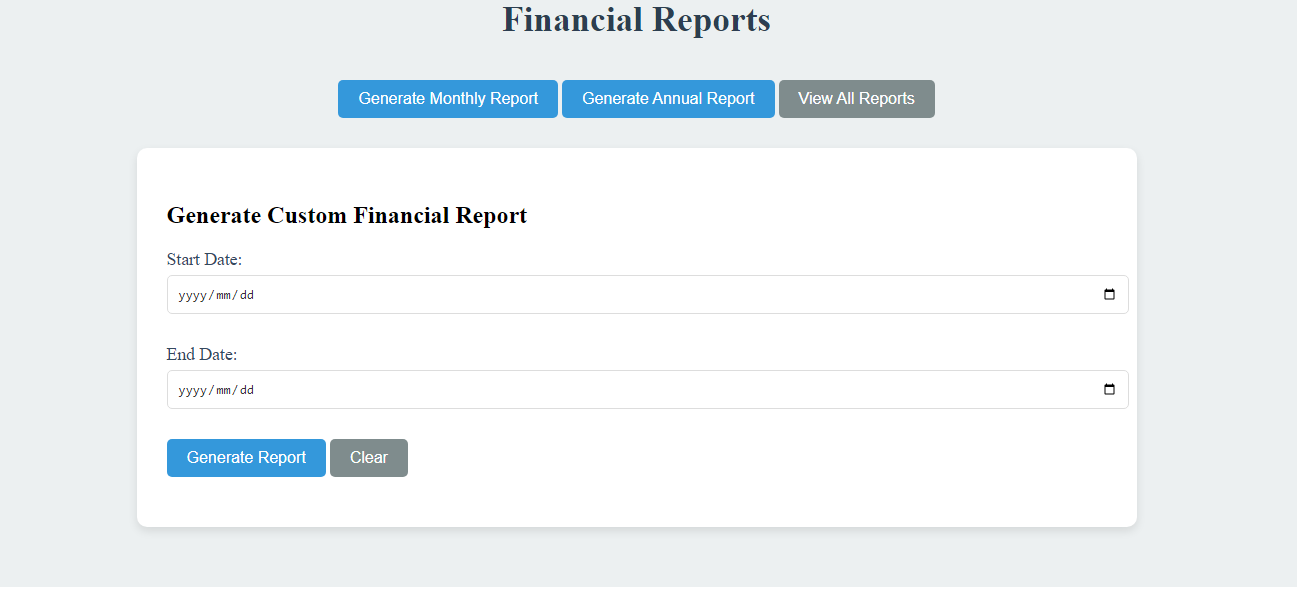 Financial Reports
Generate Monthly Report Generate Annual Report View All Reports
Generate Custom Financial Report
Start Date:
yyyy/mm/dd
End Date:
yyyy/mm/dd
Generate Report Clear